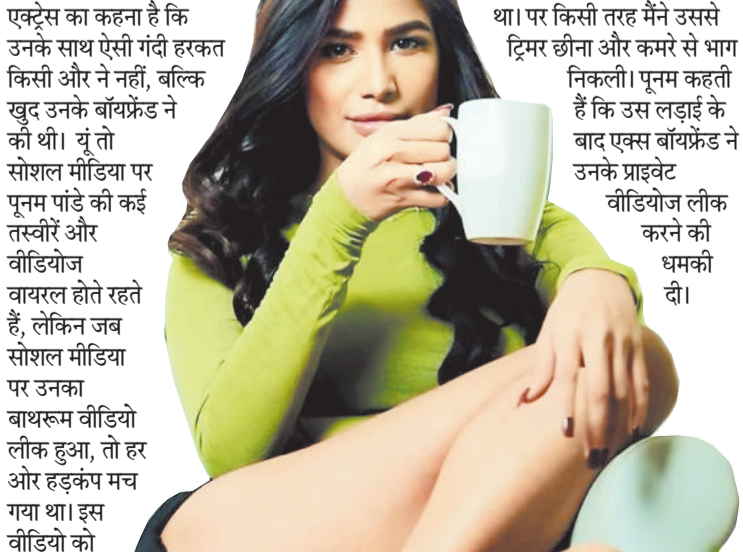 एक्ट्रेस का कहना है कि
उनके साथ ऐसी गंदी हरकत
किसी और ने नहीं, बल्कि
खुद उनके बॉयफ्रेंड ने
की थी। यूं तो
सोशल मीडिया पर
पूनम पांडे की कई
तस्वीरें और
वीडियोज
वायरल होते रहते
हैं, लेकिन जब
सोशल मीडिया
पर उनका
बाथरूम वीडियो
लीक हुआ, तो हर
ओर हड़कंप मच
गया था। इस
वीडियो को
था। पर किसी तरह मैंने उससे
ट्रिमर छीना और कमरे से भाग
निकली। पूनम कहती
हैं कि उस लड़ाई के
बाद एक्स बॉयफ्रेंड ने
उनके प्राइवेट
वीडियोज लीक
करने की
धमकी
दी।